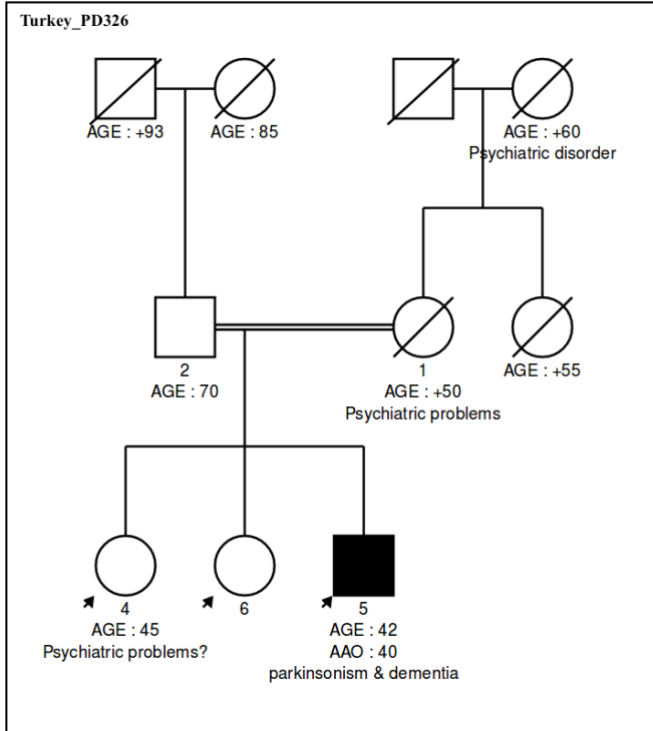 Turkey_PD326
AGE : +93
AGE : 85
AGE : +60
Psychiatric disorder
2
AGE : 70
1
AGE : +50
Psychiatric problems
AGE : +55
4
AGE : 45
Psychiatric problems?
6
5
AGE : 42
AAO : 40
parkinsonism & dementia